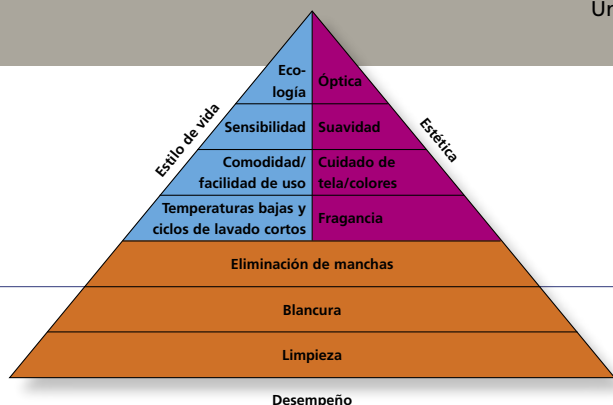 Eco-
logía
Óptica
Sensibilidad
Suavidad
Comodidad/
facilidad de uso
Cuidado de
tela/colores
Temperaturas bajas y
ciclos de lavado cortos
Fragancia
Estilo de vida
Estética
Eliminación de manchas
Blancura
Limpieza
Desempeño